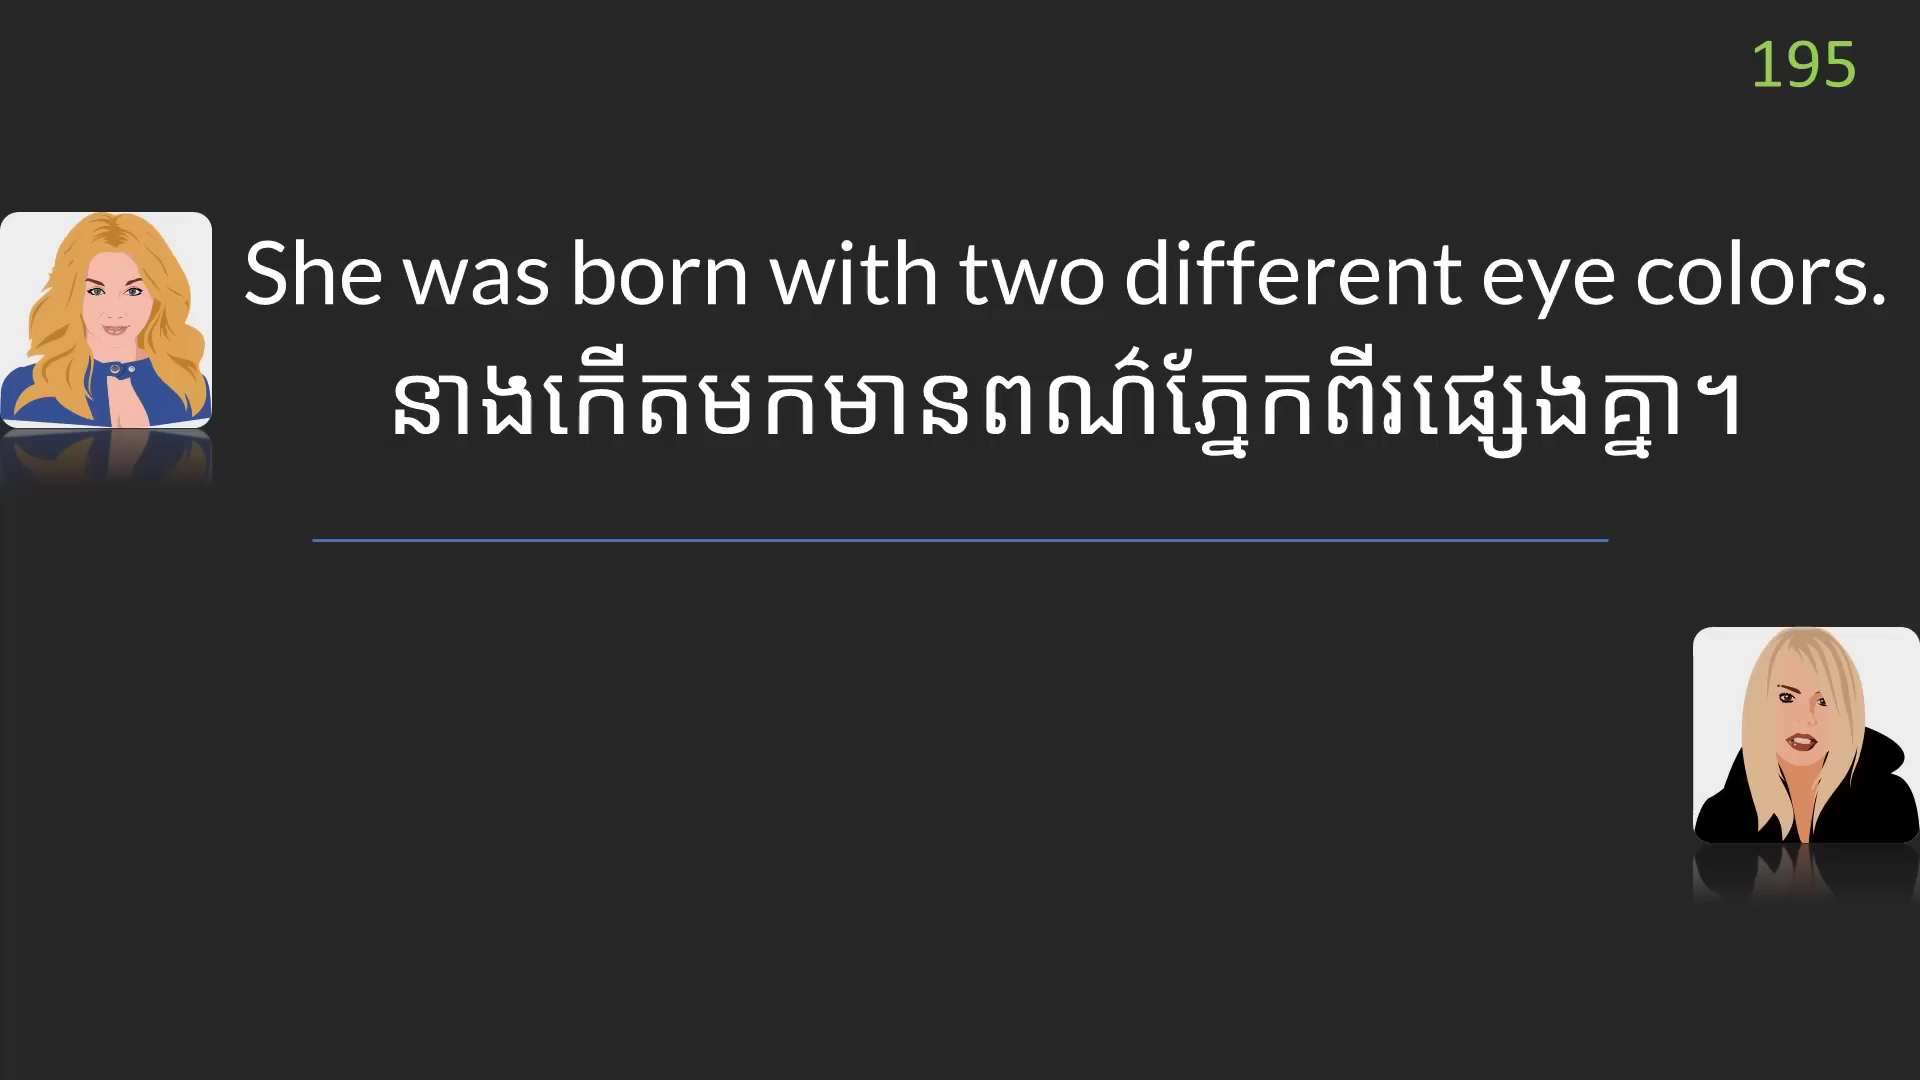 195
She was born with two different eye colors.
នាងកើតមកមានពណ៌ភ្នែកពីរផ្សេងគ្នា។